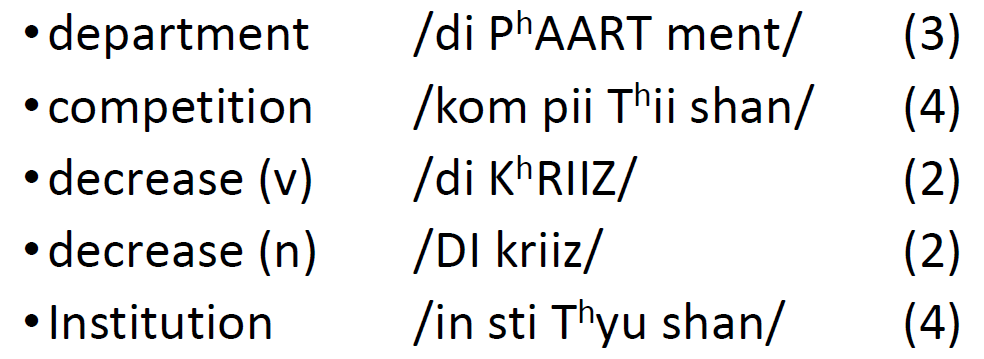 • department /di PʰAART ment/ (3)
• competition /kom pii Tʰii shan/ (4)
• decrease (v) /di KʰRIIZ/ (2)
• decrease (n) /DI kriiz/ (2)
• Institution /in sti Tʰyu shan/ (4)